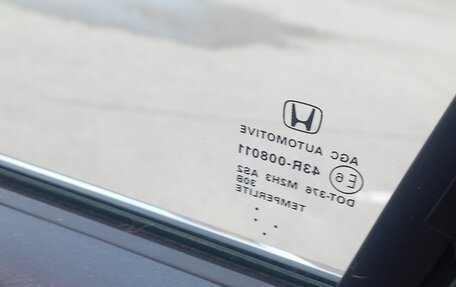 AGC AUTOMOTIVE
E6 43R-008011
DOT-376 M2H3 AS2
30B
TEMPERLITE